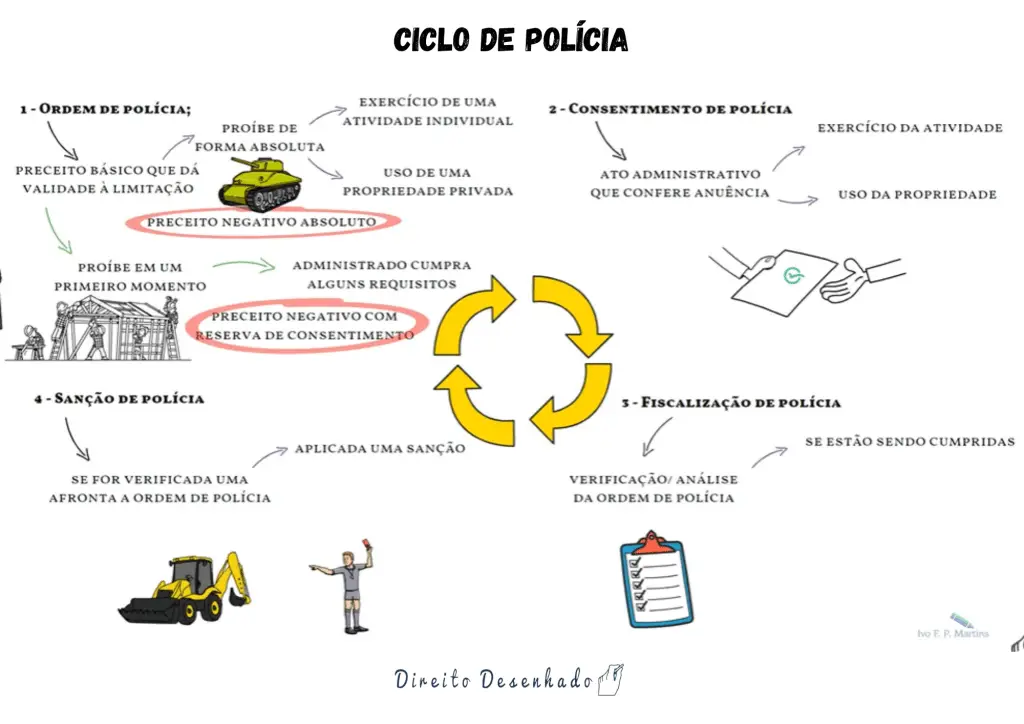 CICLO DE POLÍCIA
1 - ORDEM DE POLÍCIA;
PRECEITO BÁSICO QUE DÁ
VALIDADE À LIMITAÇÃO
PROÍBE DE
FORMA ABSOLUTA
EXERCÍCIO DE UMA
ATIVIDADE INDIVIDUAL
USO DE UMA
PROPRIEDADE PRIVADA
PRECEITO NEGATIVO ABSOLUTO
PROÍBE EM UM
PRIMEIRO MOMENTO
ADMINISTRADO CUMPRA
ALGUNS REQUISITOS
PRECEITO NEGATIVO COM
RESERVA DE CONSENTIMENTO
2 - CONSENTIMENTO DE POLÍCIA
ATO ADMINISTRATIVO
QUE CONFERE ANUÊNCIA
EXERCÍCIO DA ATIVIDADE
USO DA PROPRIEDADE
4 - SANÇÃO DE POLÍCIA
SE FOR VERIFICADA UMA
AFRONTA A ORDEM DE POLÍCIA
APLICADA UMA SANÇÃO
3 - FISCALIZAÇÃO DE POLÍCIA
VERIFICAÇÃO/ ANÁLISE
DA ORDEM DE POLÍCIA
SE ESTÃO SENDO CUMPRIDAS
Ivo F. P. Martins
Direito Desenhado